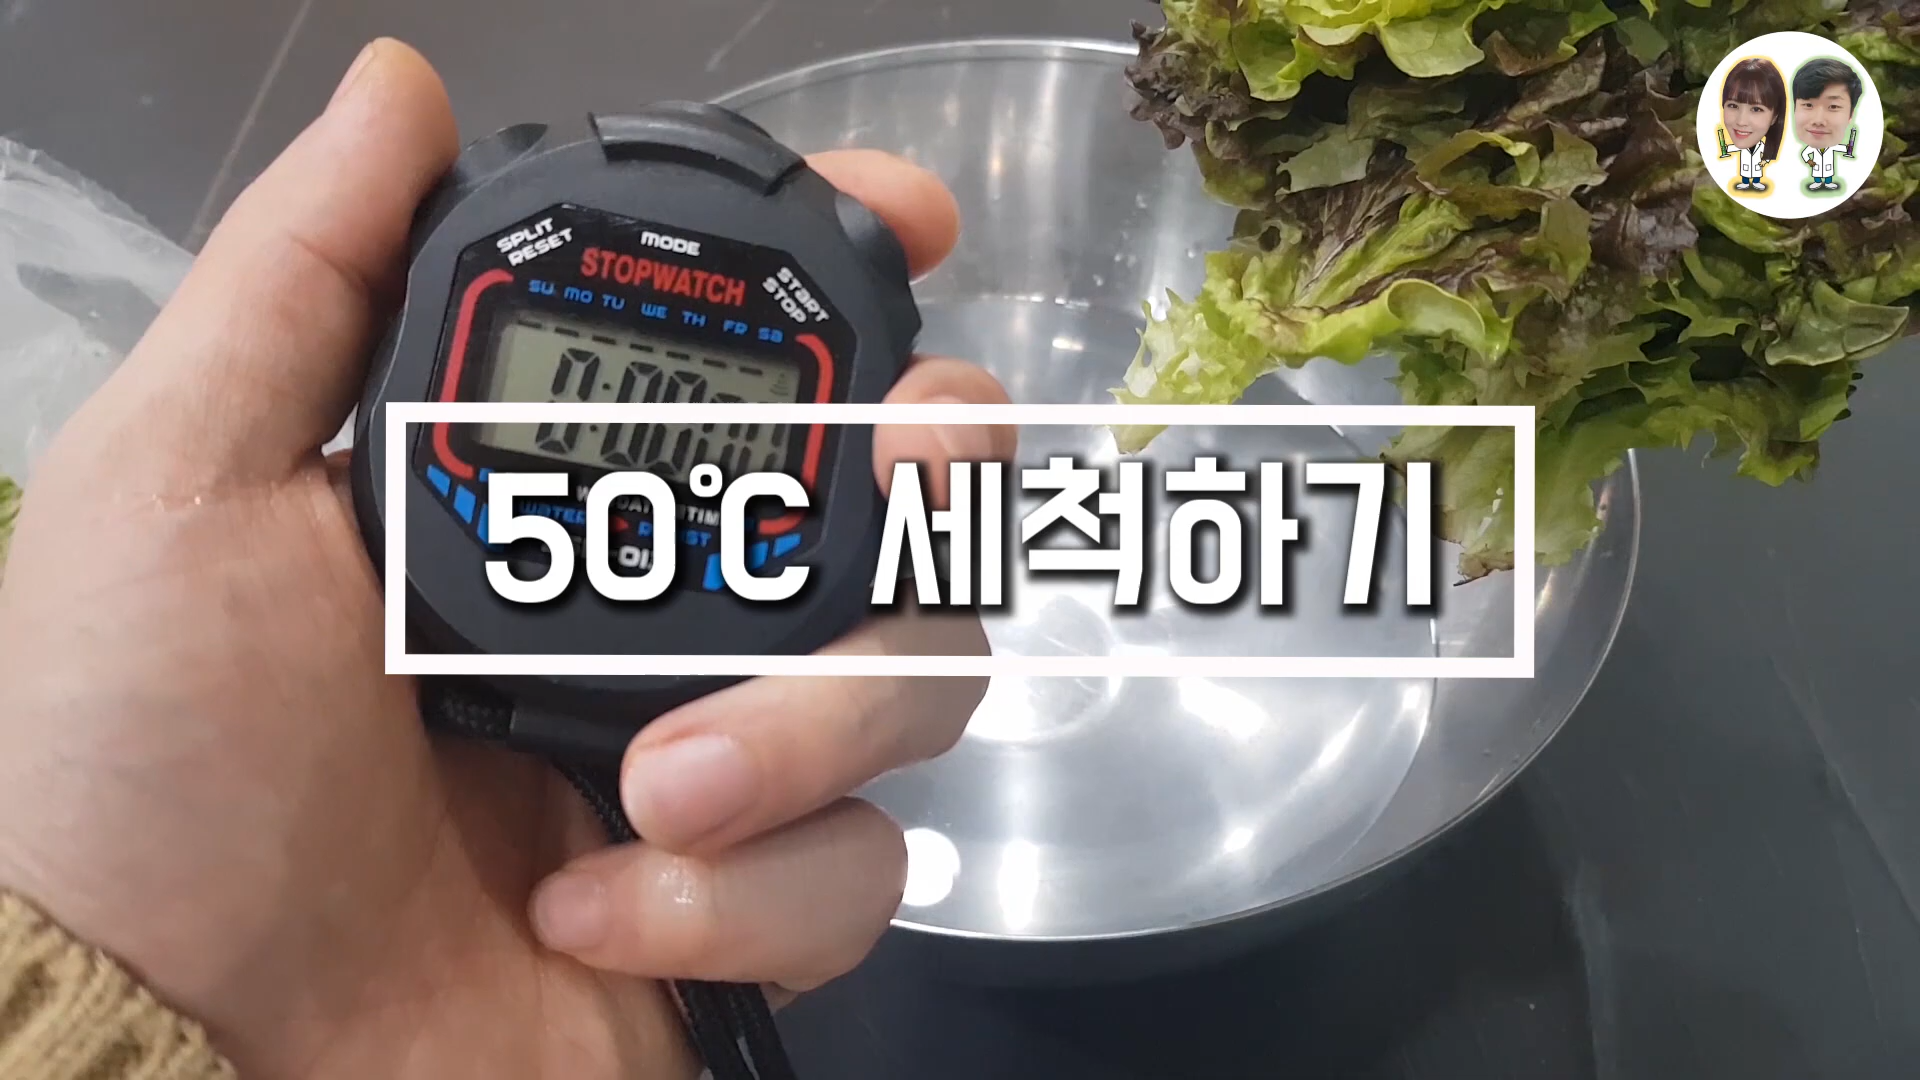 SPLIT
RESET
MODE
START
STOP
STOPWATCH
SU MO TU WE TH FR SA
50℃ 세척하기